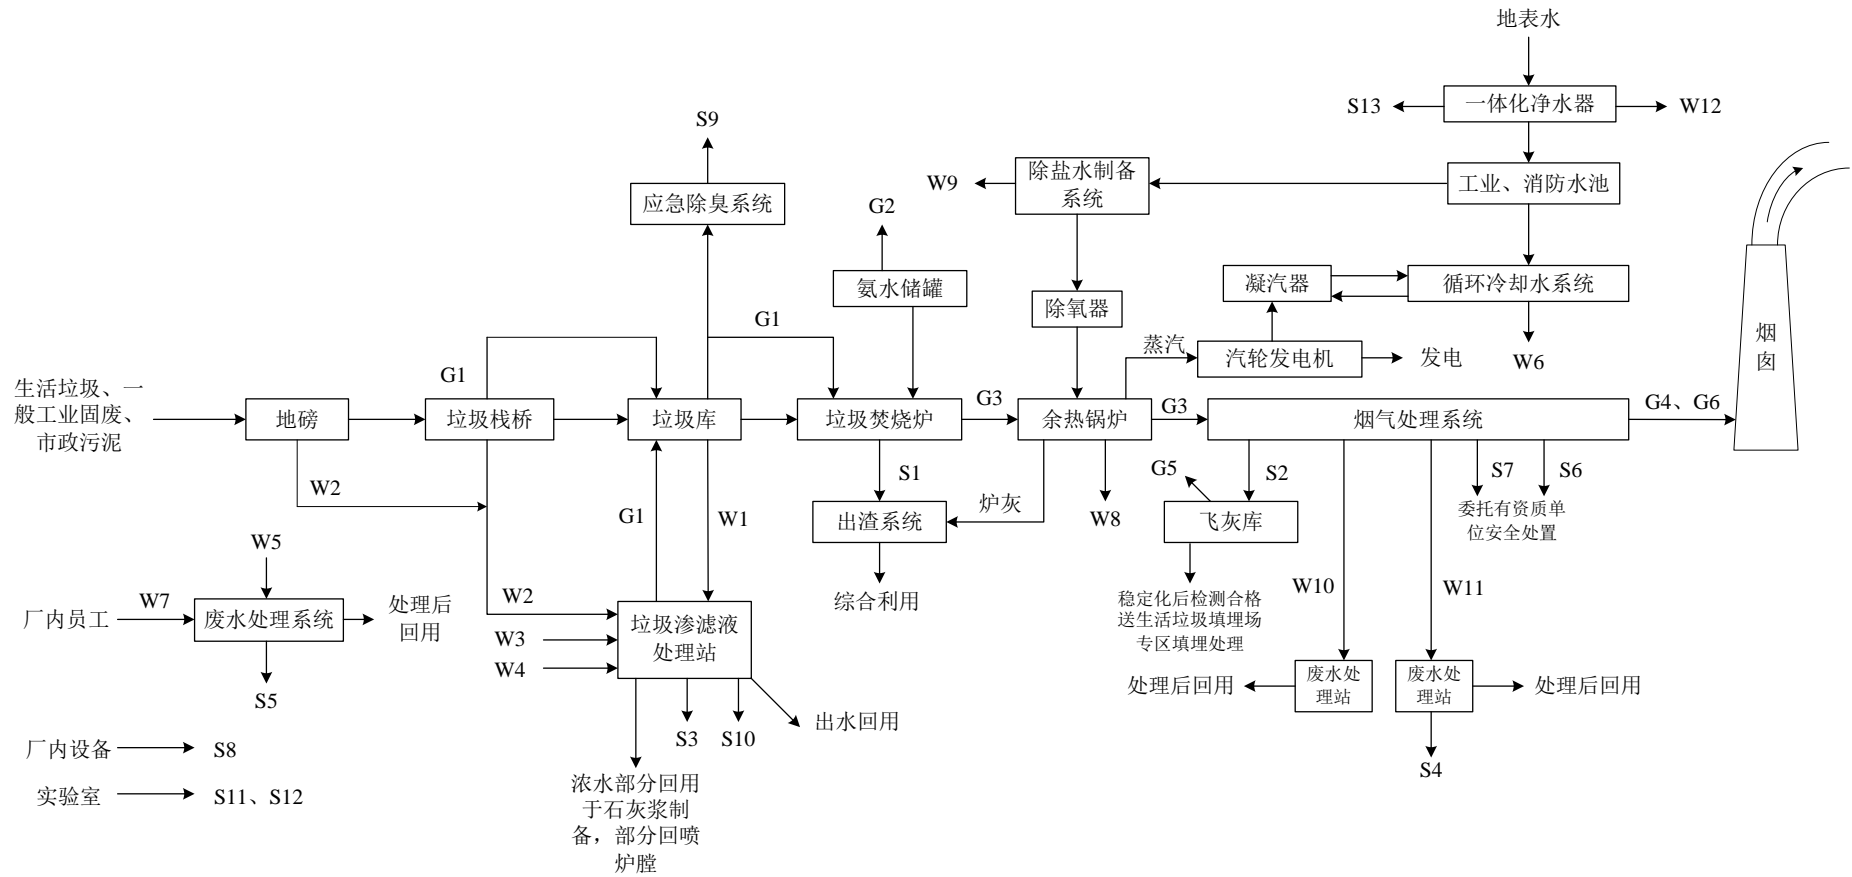 地表水
S13
一体化净水器
W12
S9
除盐水制备
系统
W9
工业、消防水池
应急除臭系统
G2
氨水储罐
凝汽器
循环冷却水系统
除氧器
G1
蒸汽
汽轮发电机
发电
W6
烟
囱
生活垃圾、一
般工业固废、
市政污泥
地磅
G1
垃圾栈桥
垃圾库
垃圾焚烧炉
G3
余热锅炉
G3
烟气处理系统
G4、G6
W2
G1
W1
S1
炉灰
W8
G5
S2
S7
S6
出渣系统
飞灰库
委托有资质单
位安全处置
W5
W7
厂内员工
废水处理系统
处理后
回用
S5
W2
W3
W4
垃圾渗滤液
处理站
综合利用
稳定化后检测合格
送生活垃圾填埋场
专区填埋处理
W10
W11
处理后回用
废水处
理站
废水处
理站
处理后回用
S4
厂内设备
S8
实验室
S11、S12
S3
S10
出水回用
浓水部分回用
于石灰浆制
备，部分回喷
炉膛